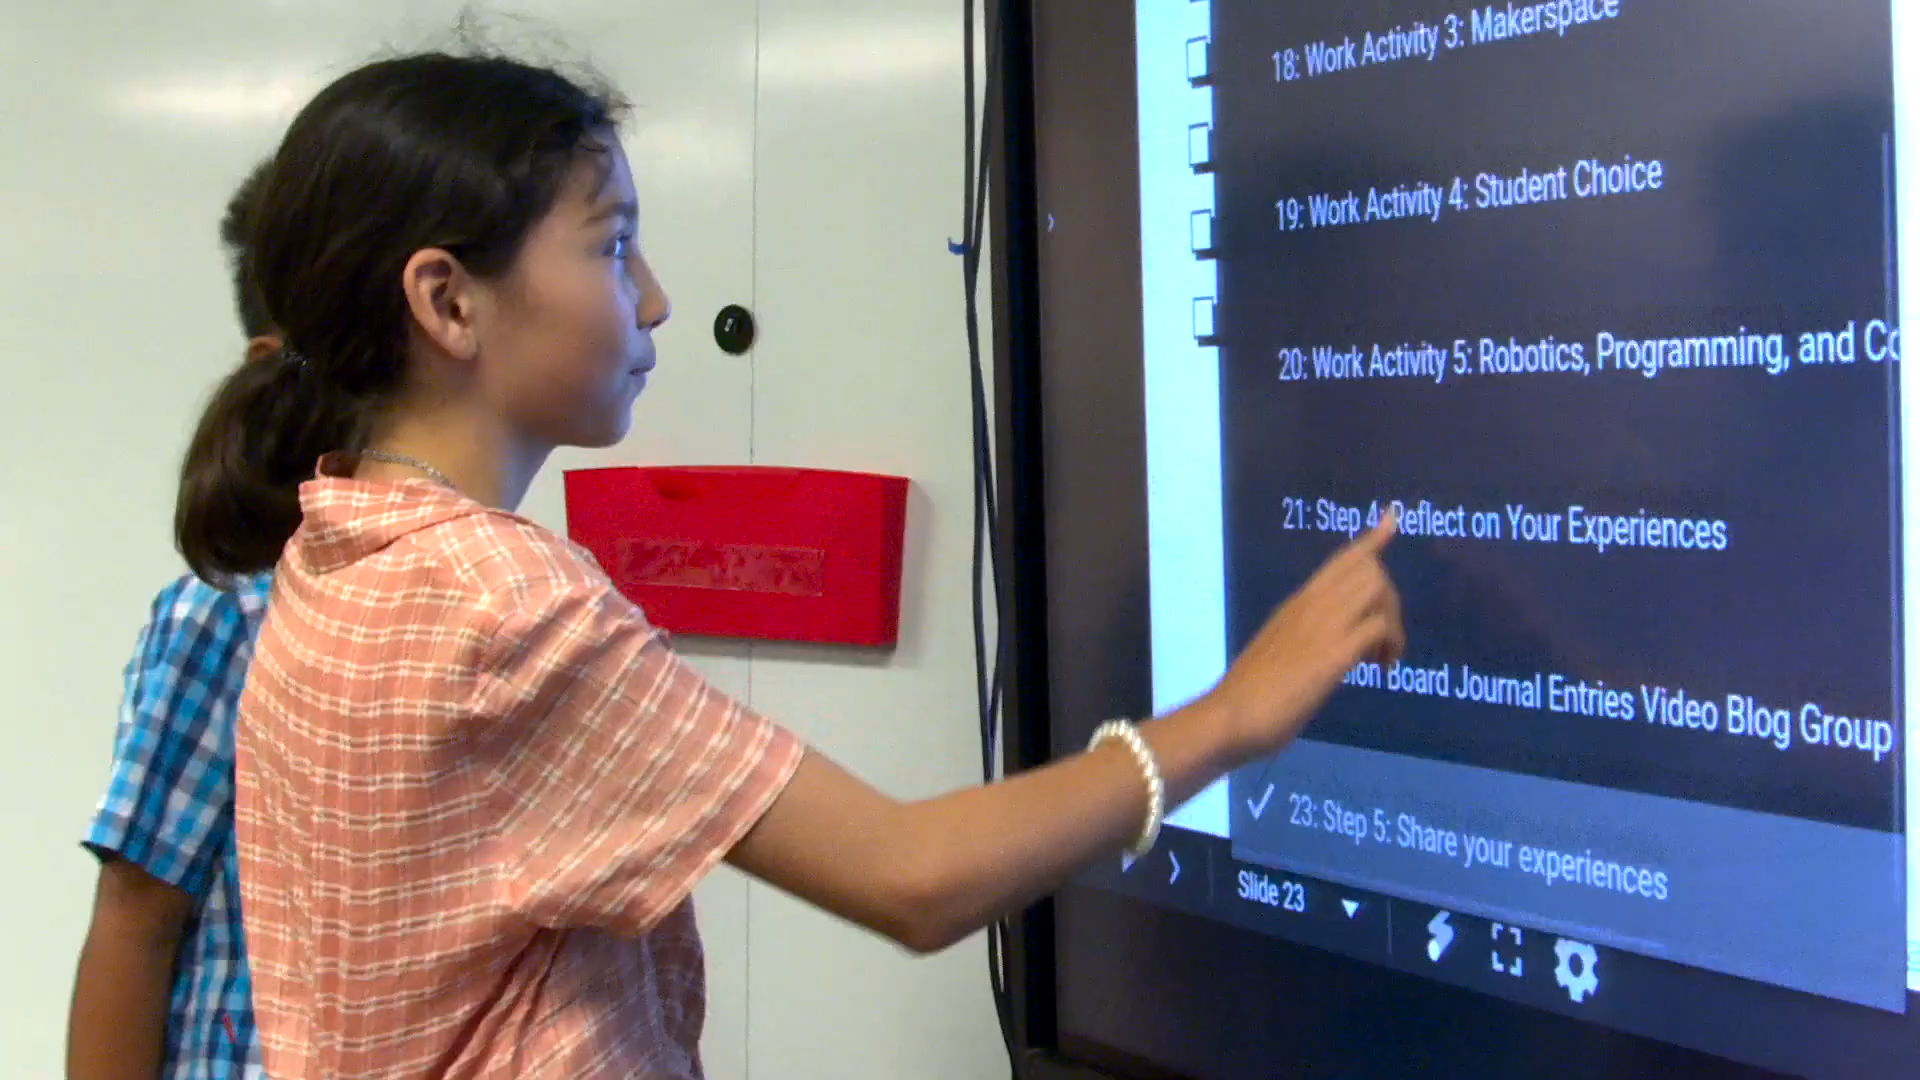 18: Work Activity 3: Makerspace
19: Work Activity 4: Student Choice
20: Work Activity 5: Robotics, Programming, and Co
21: Step 4: Reflect on Your Experiences
Board Journal Entries Video Blog Group
23: Step 5: Share your experiences
Slide 23